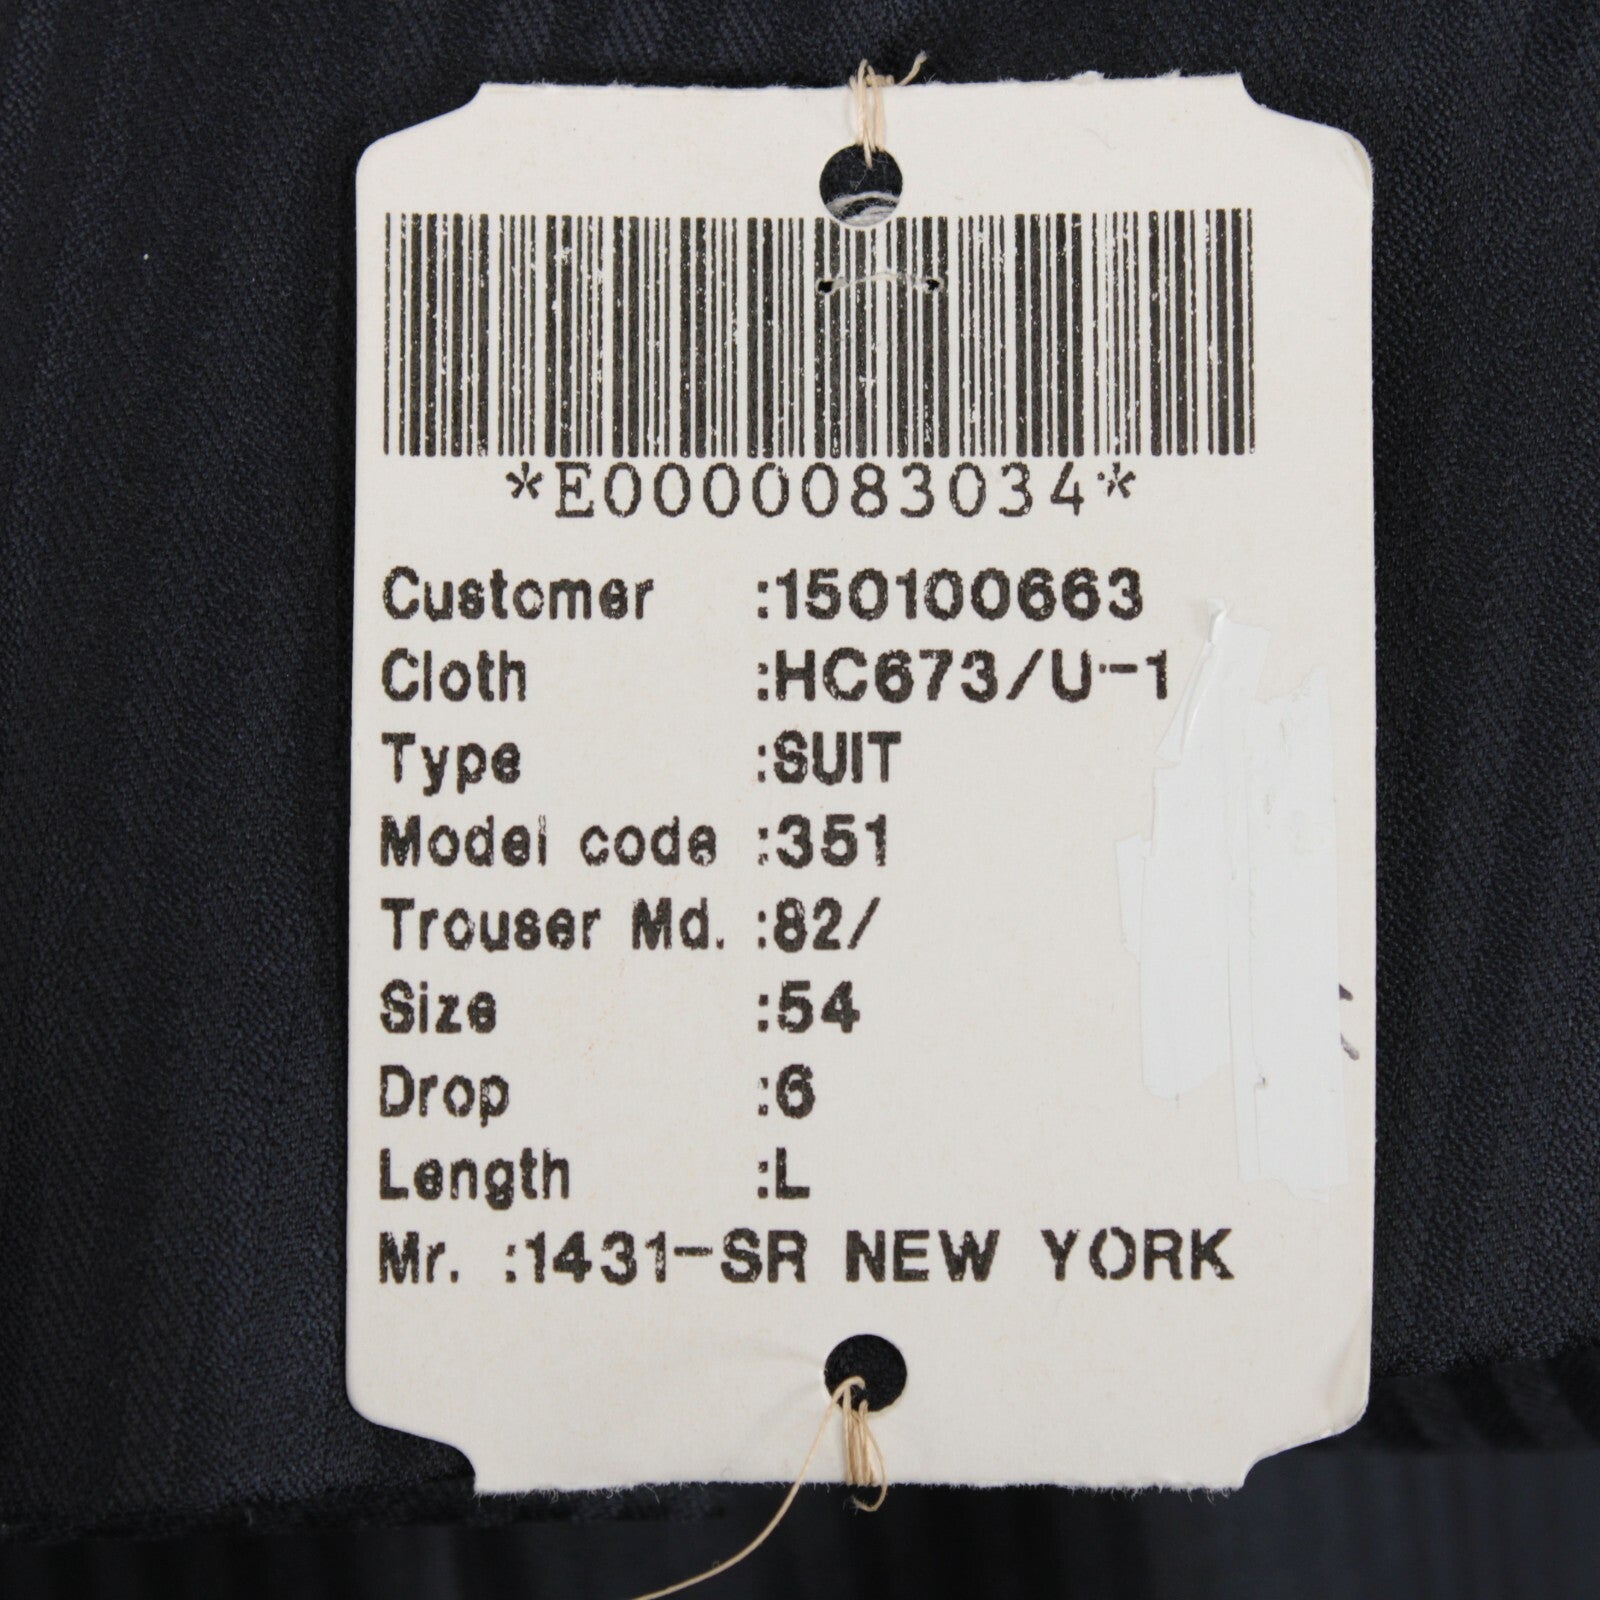 *E0000083034*
Customer :150100663
Cloth :HC673/U-1
Type :SUIT
Model code :351
Trouser Md. :82/
Size :54
Drop :6
Length :L
Mr. :1431-SR NEW YORK